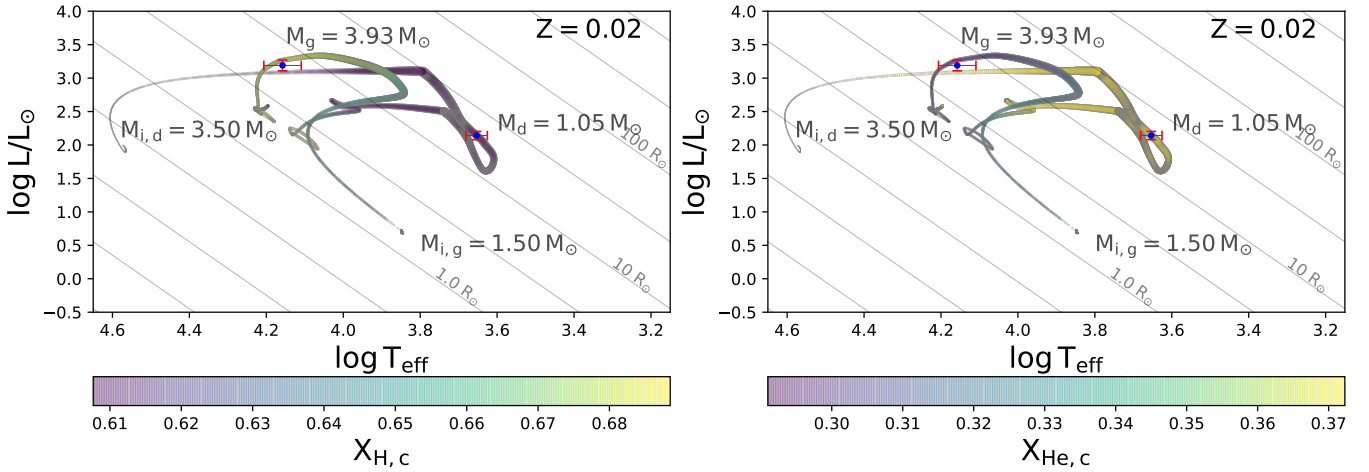 4.0
3.5
3.0
2.5
2.0
1.5
1.0
0.5
0.0
−0.5
log L/L⊙
M_g = 3.93 M⊙
Z = 0.02
M_i,d = 3.50 M⊙
M_d = 1.05 M⊙
100 R⊙
M_i,g = 1.50 M⊙
10 R⊙
1.0 R⊙
4.6 4.4 4.2 4.0 3.8 3.6 3.4 3.2
log T_eff
0.61 0.62 0.63 0.64 0.65 0.66 0.67 0.68
X_H,c
4.0
3.5
3.0
2.5
2.0
1.5
1.0
0.5
0.0
−0.5
log L/L⊙
M_g = 3.93 M⊙
Z = 0.02
M_i,d = 3.50 M⊙
M_d = 1.05 M⊙
100 R⊙
M_i,g = 1.50 M⊙
10 R⊙
1.0 R⊙
4.6 4.4 4.2 4.0 3.8 3.6 3.4 3.2
log T_eff
0.30 0.31 0.32 0.33 0.34 0.35 0.36 0.37
X_He,c